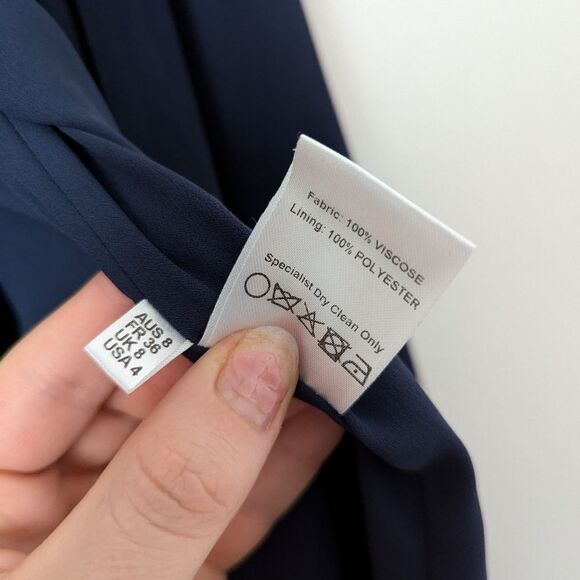 Fabric: 100% VISCOSE
Lining: 100% POLYESTER
Specialist Dry Clean Only
AUS 8
FR 36
UK 8
USA 4